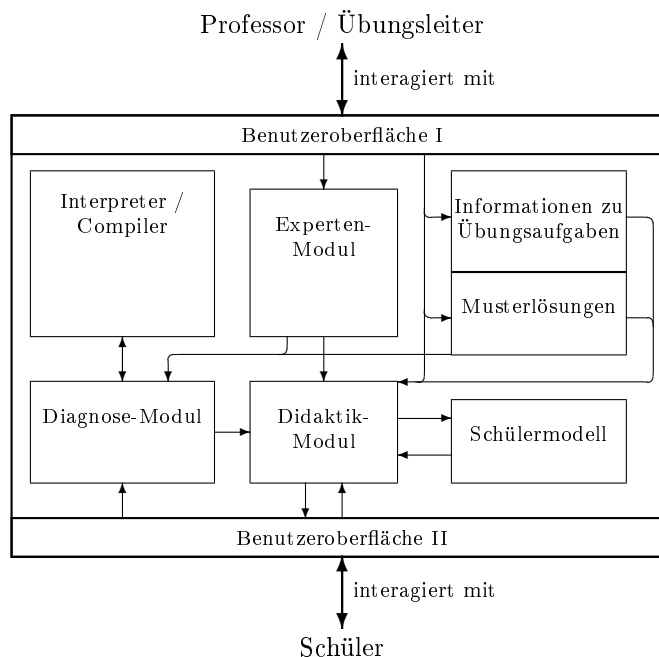 Professor / Übungsleiter
interagiert mit
Benutzeroberfläche I
Interpreter /
Compiler
Experten-
Modul
Informationen zu
Übungsaufgaben
Musterlösungen
Diagnose-Modul
Didaktik-
Modul
Schülermodell
Benutzeroberfläche II
interagiert mit
Schüler